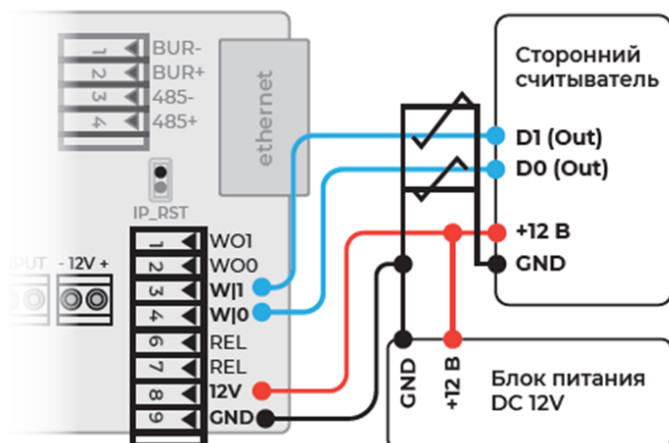 1 BUR-
2 BUR+
3 485-
4 485+
ethernet
IP_RST
- 12V +
1 WO1
2 WO0
3 W|1
4 W|0
6 REL
7 REL
8 12V
9 GND
Сторонний
считыватель
D1 (Out)
D0 (Out)
+12 В
GND
GND
+12 В
Блок питания
DC 12V